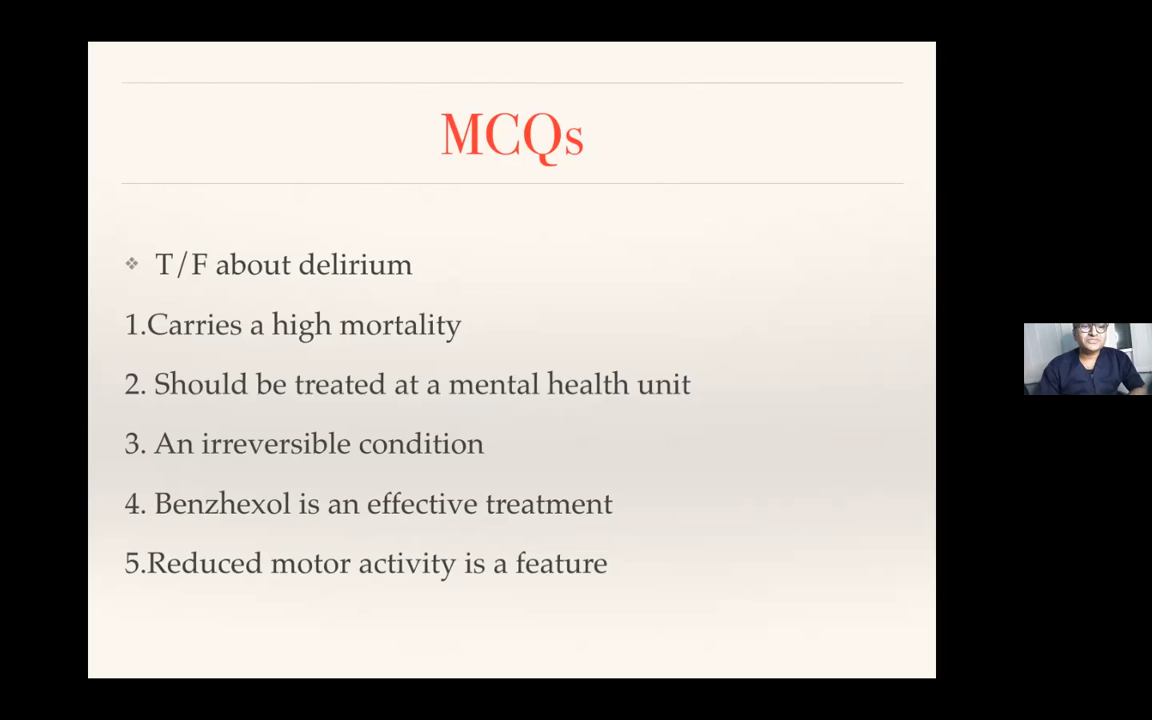 MCQs
❖ T/F about delirium
1.Carries a high mortality
2. Should be treated at a mental health unit
3. An irreversible condition
4. Benzhexol is an effective treatment
5.Reduced motor activity is a feature